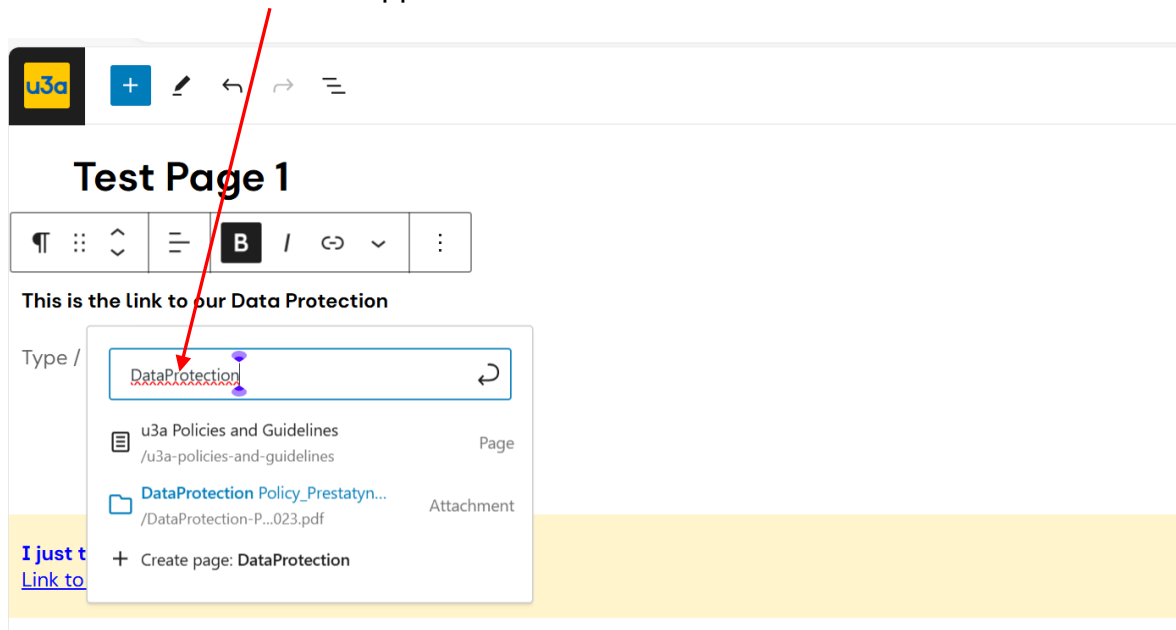 u3a
Test Page 1
B I
This is the link to our Data Protection
Type /
DataProtection
u3a Policies and Guidelines
/u3a-policies-and-guidelines
Page
DataProtection Policy_Prestatyn...
/DataProtection-P...023.pdf
Attachment
+ Create page: DataProtection
I just t
Link to